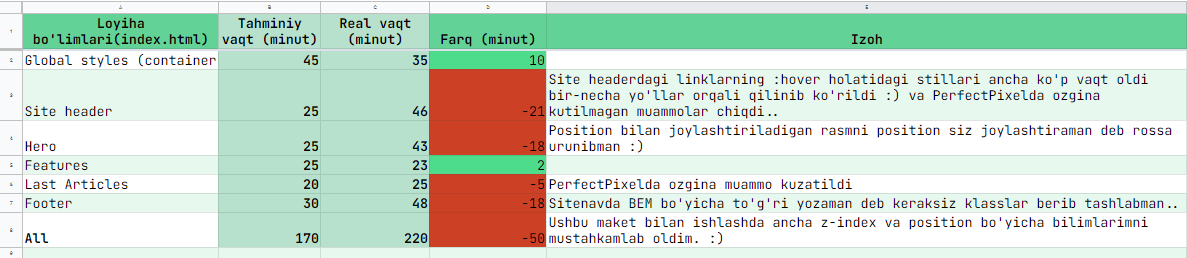 A B C D E
1 Loyiha bo'limlari(index.html) Tahminiy vaqt (minut) Real vaqt (minut) Farq (minut) Izoh
2 Global styles (container 45 35 10
3 Site header 25 46 -21 Site headerdagi linklarning :hover holatidagi stillari ancha ko'p vaqt oldi
bir-necha yo'llar orqali qilinib ko'rildi :) va PerfectPixelda ozgina
kutilmagan muammolar chiqdi..
4 Hero 25 43 -18 Position bilan joylashtiriladigan rasmni position siz joylashtiraman deb rossa
urunibman :)
5 Features 25 23 2
6 Last Articles 20 25 -5 PerfectPixelda ozgina muammo kuzatildi
7 Footer 30 48 -18 Sitenavda BEM bo'yicha to'g'ri yozaman deb keraksiz klasslar berib tashlabman..
8 All 170 220 -50 Ushbu maket bilan ishlashda ancha z-index va position bo'yicha bilimlarimni
mustahkamlab oldim. :)
9